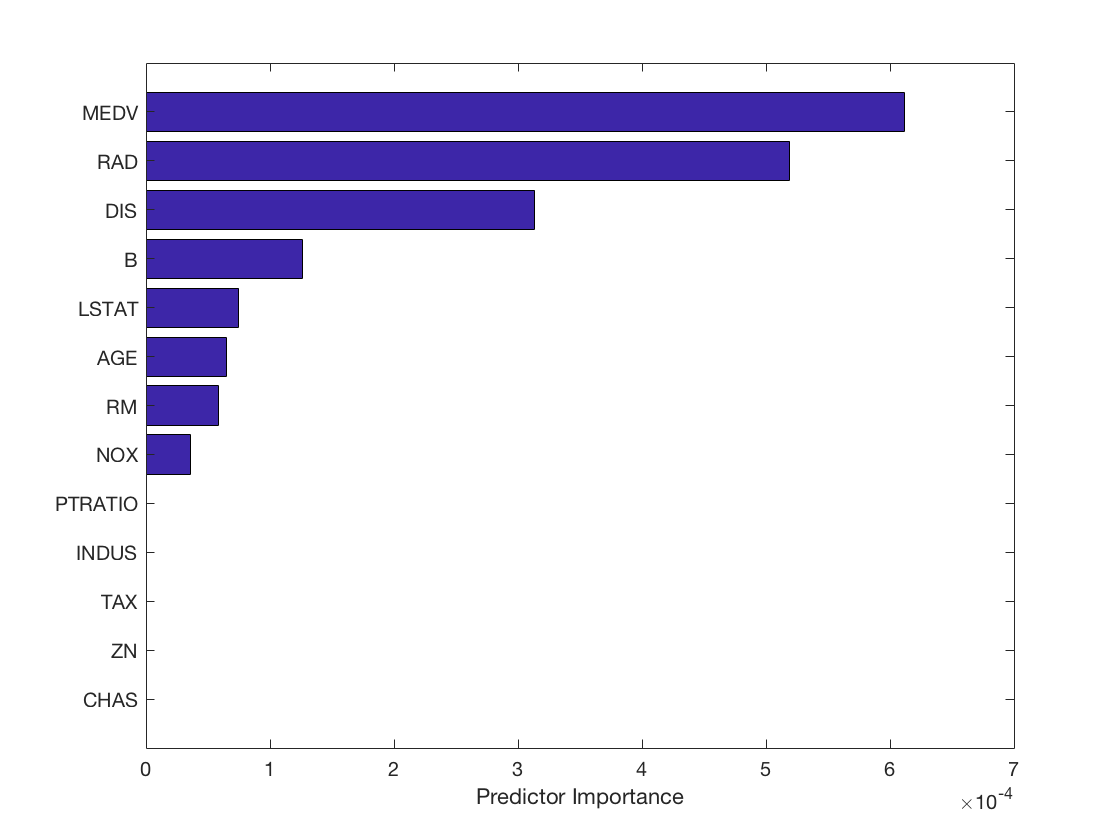 MEDV
RAD
DIS
B
LSTAT
AGE
RM
NOX
PTRATIO
INDUS
TAX
ZN
CHAS
0 1 2 3 4 5 6 7
Predictor Importance ×10-4